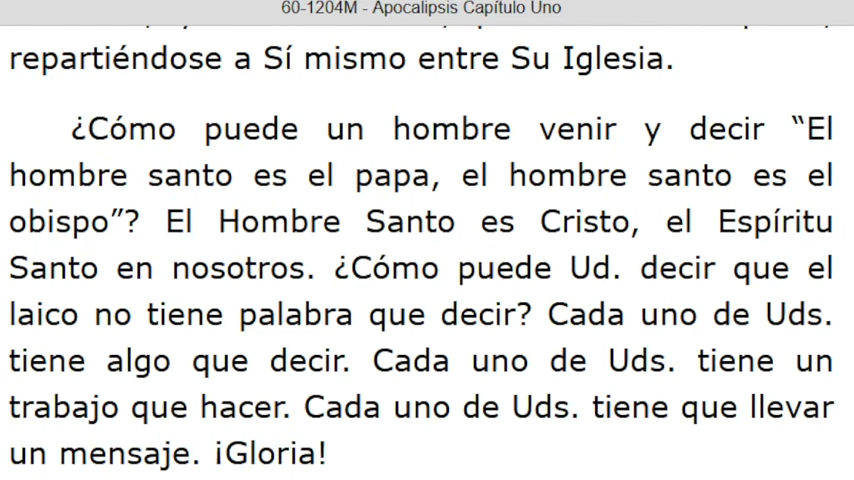 60-1204M - Apocalipsis Capítulo Uno
repartiéndose a Sí mismo entre Su Iglesia.
¿Cómo puede un hombre venir y decir “El
hombre santo es el papa, el hombre santo es el
obispo”? El Hombre Santo es Cristo, el Espíritu
Santo en nosotros. ¿Cómo puede Ud. decir que el
laico no tiene palabra que decir? Cada uno de Uds.
tiene algo que decir. Cada uno de Uds. tiene un
trabajo que hacer. Cada uno de Uds. tiene que llevar
un mensaje. ¡Gloria!